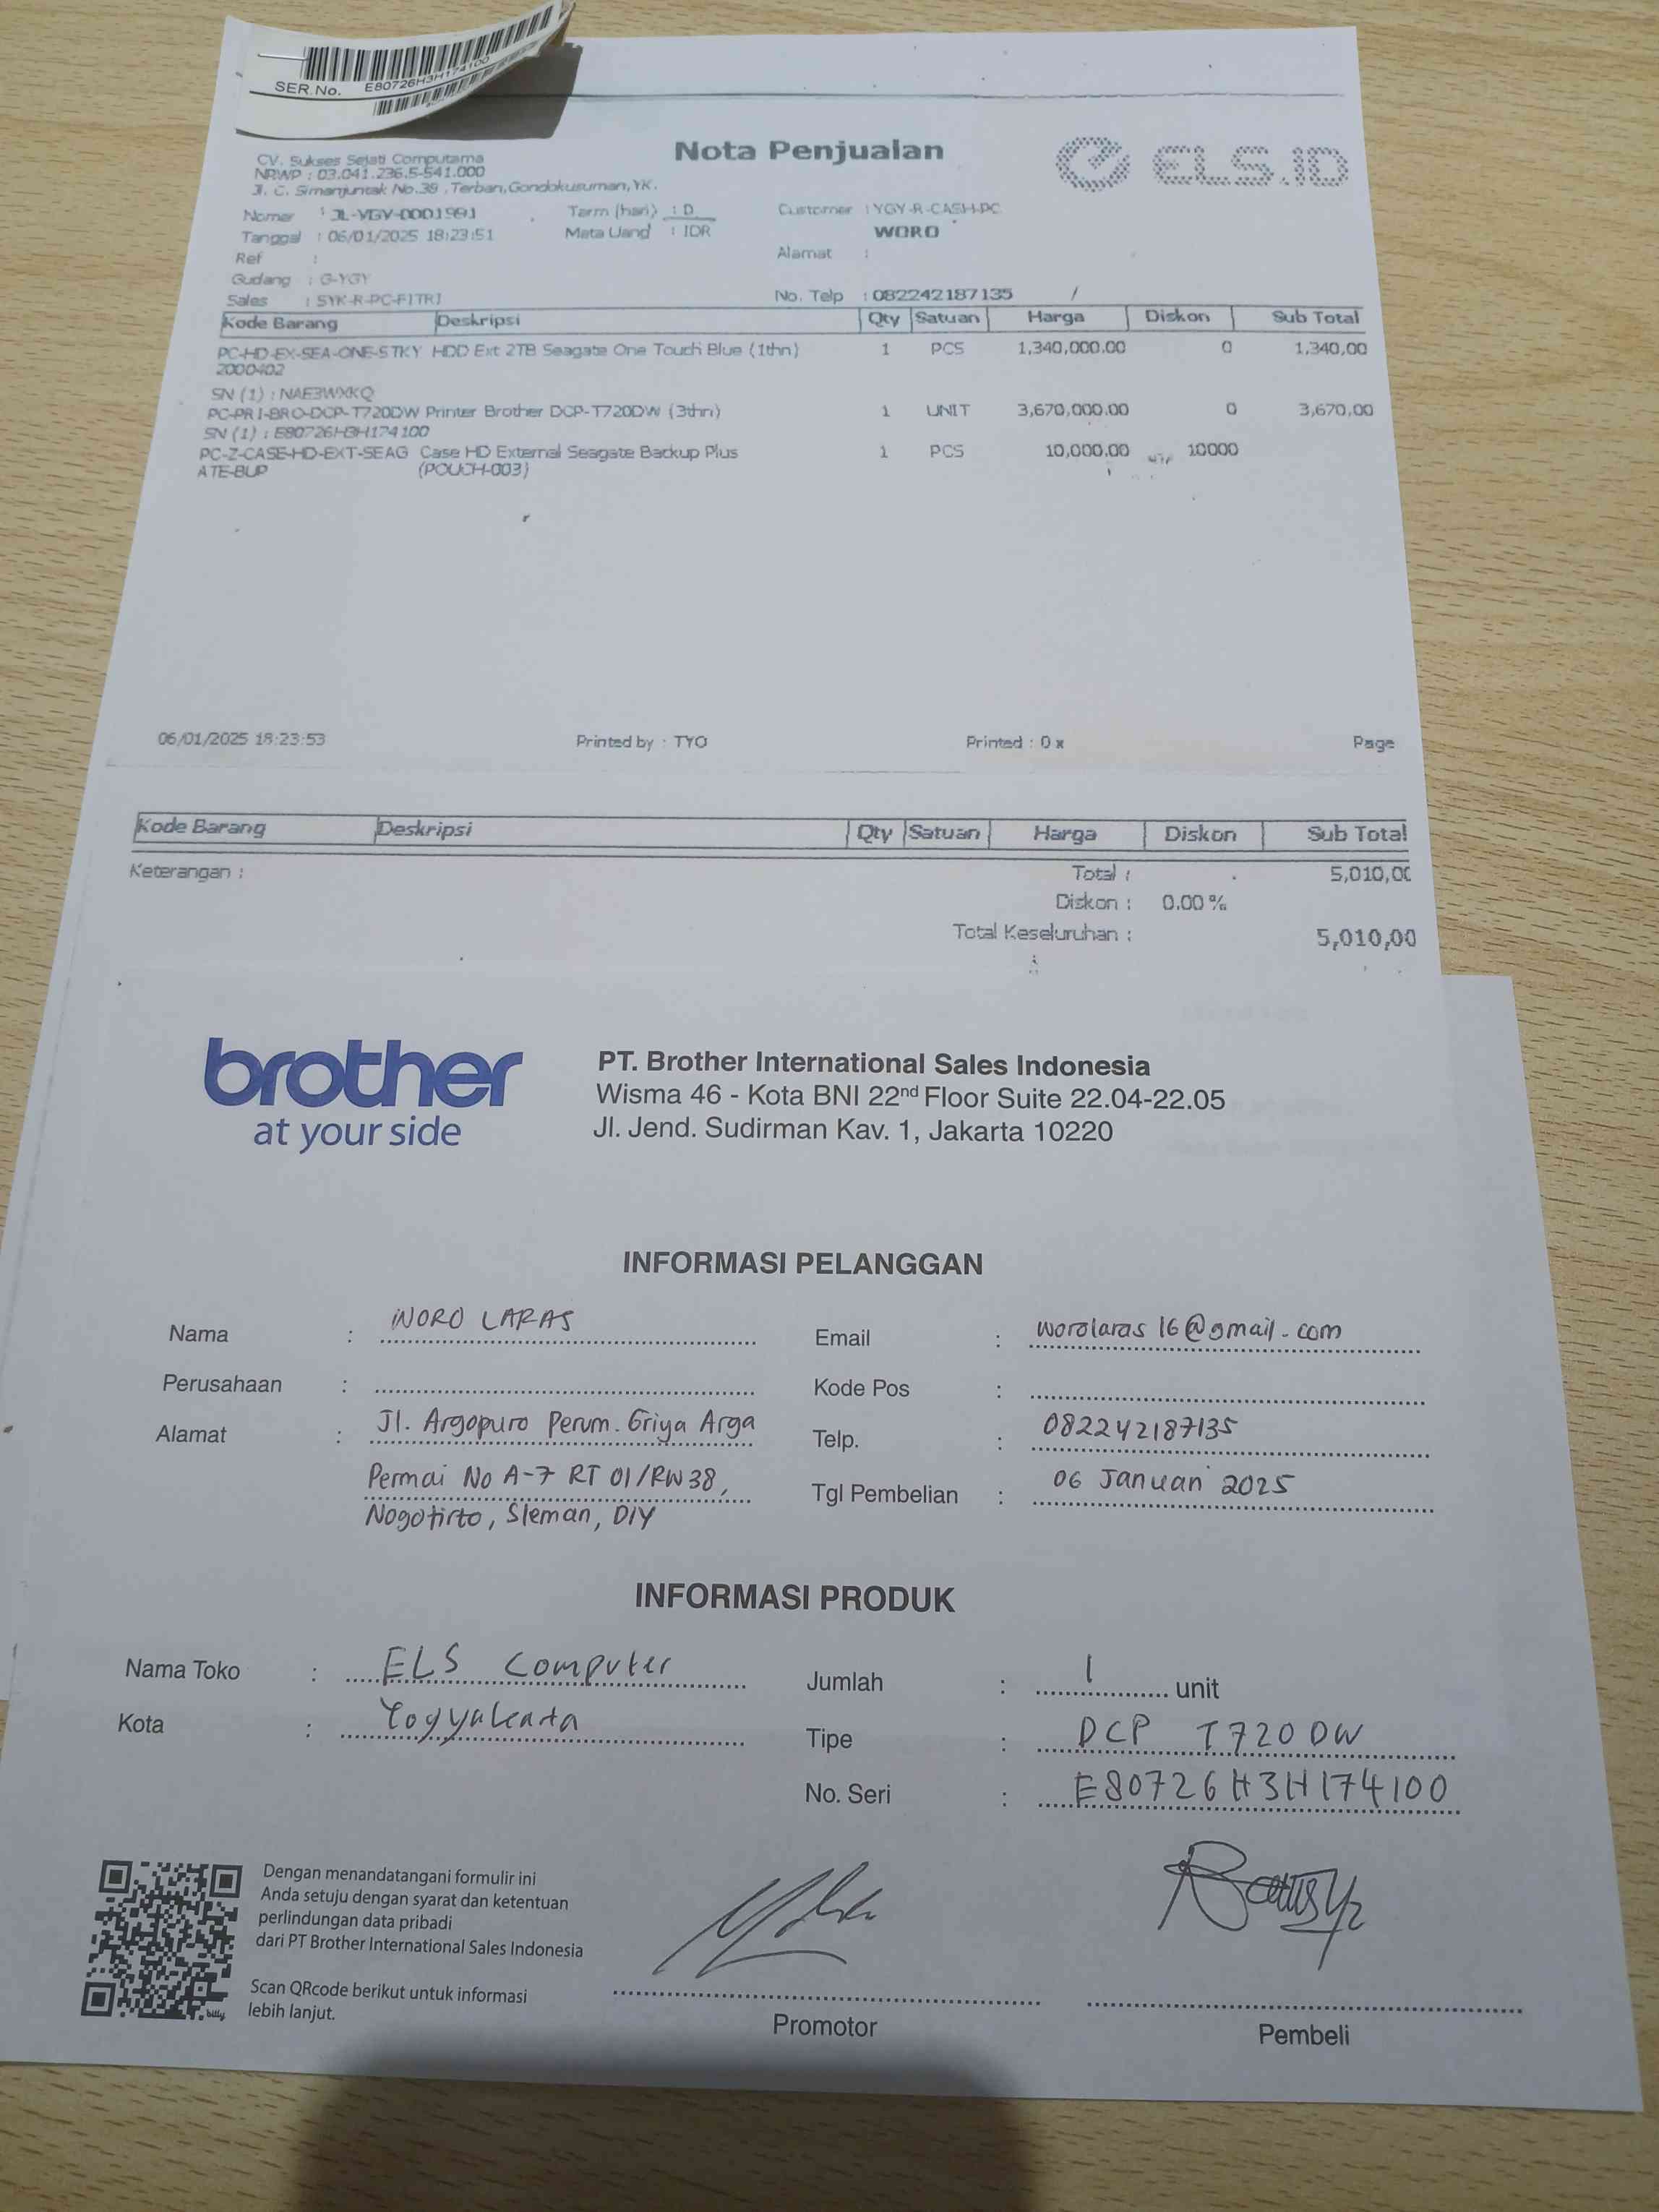 SER.No. E80726H3H174100
Nota Penjualan
ELS.ID
CV. Sukses Sejati Computama
NPWP : 03.041.236.5-541.000
Jl. C. Simanjuntak No.38 , Terban, Gondokusuman, YK.
Nomer : JL-YGY-0001991 Term (hari) : 0 Customer : YGY-R-CASH-PC
Tanggal : 06/01/2025 18:23:51 Mata Uang : IDR WORO
Ref : Alamat :
Gudang : G-YGY
Sales : SYK-R-PC-FITRI No. Telp : 082242187135 /
Kode Barang Deskripsi Qty Satuan Harga Diskon Sub Total
PC-HD-EX-SEA-ONE-STKY HDD Ext 2TB Seagate One Touch Blue (1thn) 1 PCS 1,340,000.00 0 1,340,00
2000402
SN (1) : NAE3WXKQ
PC-PRI-BRO-DCP-T720DW Printer Brother DCP-T720DW (3thn) 1 UNIT 3,670,000.00 0 3,670,00
SN (1) : E80726H3H174100
PC-Z-CASE-HD-EXT-SEAG Case HD External Seagate Backup Plus 1 PCS 10,000.00 10000
ATE-BUP (POUCH-003)
06/01/2025 18:23:53 Printed by : TYO Printed : 0 x Page
Kode Barang Deskripsi Qty Satuan Harga Diskon Sub Total
Keterangan : Total : 5,010,00
Diskon : 0.00 %
Total Keseluruhan : 5,010,00
brother
at your side
PT. Brother International Sales Indonesia
Wisma 46 - Kota BNI 22nd Floor Suite 22.04-22.05
Jl. Jend. Sudirman Kav. 1, Jakarta 10220
INFORMASI PELANGGAN
Nama : WORO LARAS Email : worolaras16@gmail.com
Perusahaan : Kode Pos :
Alamat : Jl. Argopuro Perum. Griya Arga Telp. : 082242187135
Permai No A-7 RT 01/RW 38, Tgl Pembelian : 06 Januari 2025
Nogotirto, Sleman, DIY
INFORMASI PRODUK
Nama Toko : ELS Computer Jumlah : 1 unit
Kota : Yogyakarta Tipe : DCP T720DW
No. Seri : E80726H3H174100
Dengan menandatangani formulir ini
Anda setuju dengan syarat dan ketentuan
perlindungan data pribadi
dari PT Brother International Sales Indonesia
Scan QRcode berikut untuk informasi
lebih lanjut.
bitly
Promotor Pembeli